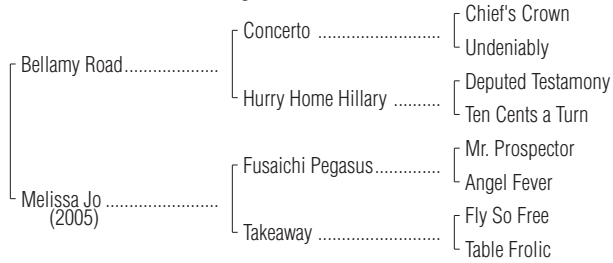 Chief's Crown
Concerto ..........................
Undeniably
Bellamy Road....................
Deputed Testamony
Hurry Home Hillary ..........
Ten Cents a Turn
Mr. Prospector
Fusaichi Pegasus..............
Angel Fever
Melissa Jo ........................
(2005)
Fly So Free
Takeaway ..........................
Table Frolic